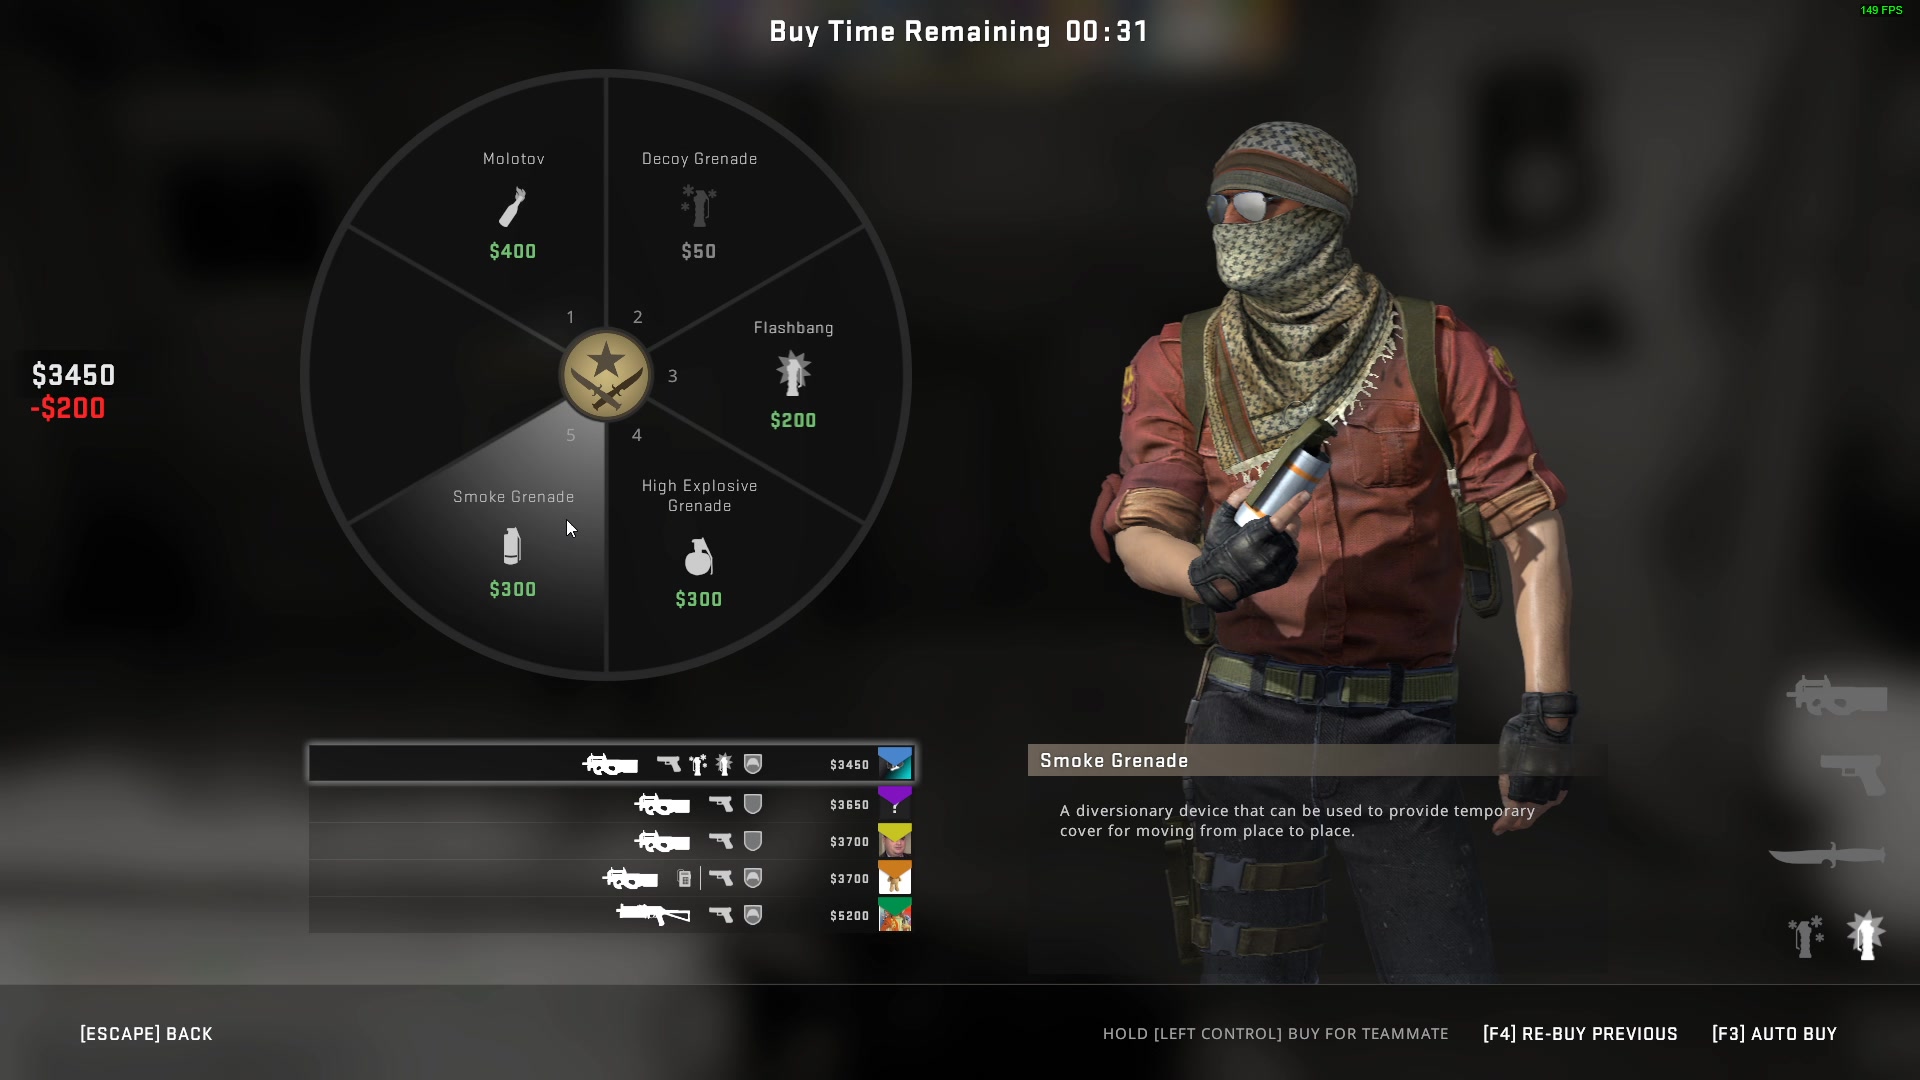 149 FPS
Buy Time Remaining 00:31
Molotov
$400
Decoy Grenade
$50
1
2
Flashbang
$200
3
$3450
-$200
5
4
Smoke Grenade
$300
High Explosive
Grenade
$300
$3450
$3650
$3700
$3700
$5200
Smoke Grenade
A diversionary device that can be used to provide temporary
cover for moving from place to place.
[ESCAPE] BACK
HOLD [LEFT CONTROL] BUY FOR TEAMMATE
[F4] RE-BUY PREVIOUS
[F3] AUTO BUY